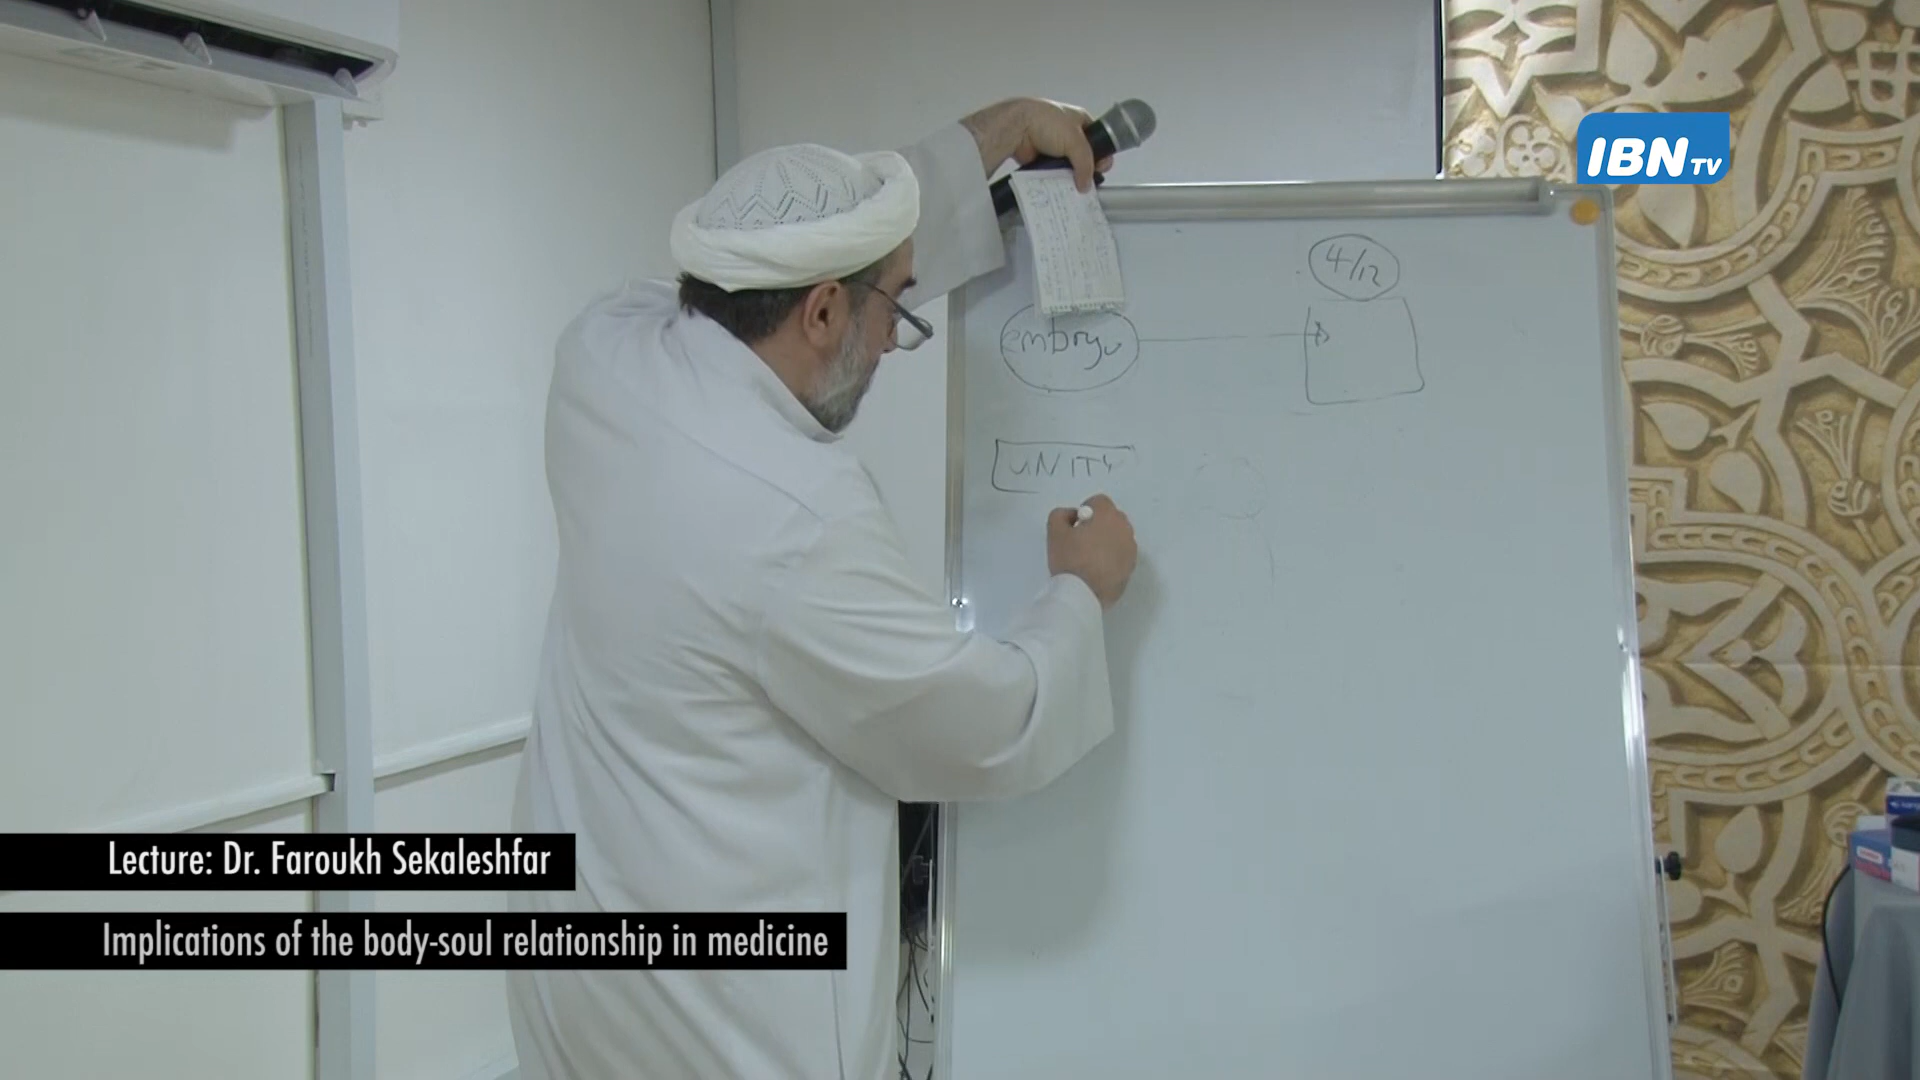 IBN TV
4/12
embryo
UNITY
Lecture: Dr. Faroukh Sekaleshfar
Implications of the body-soul relationship in medicine